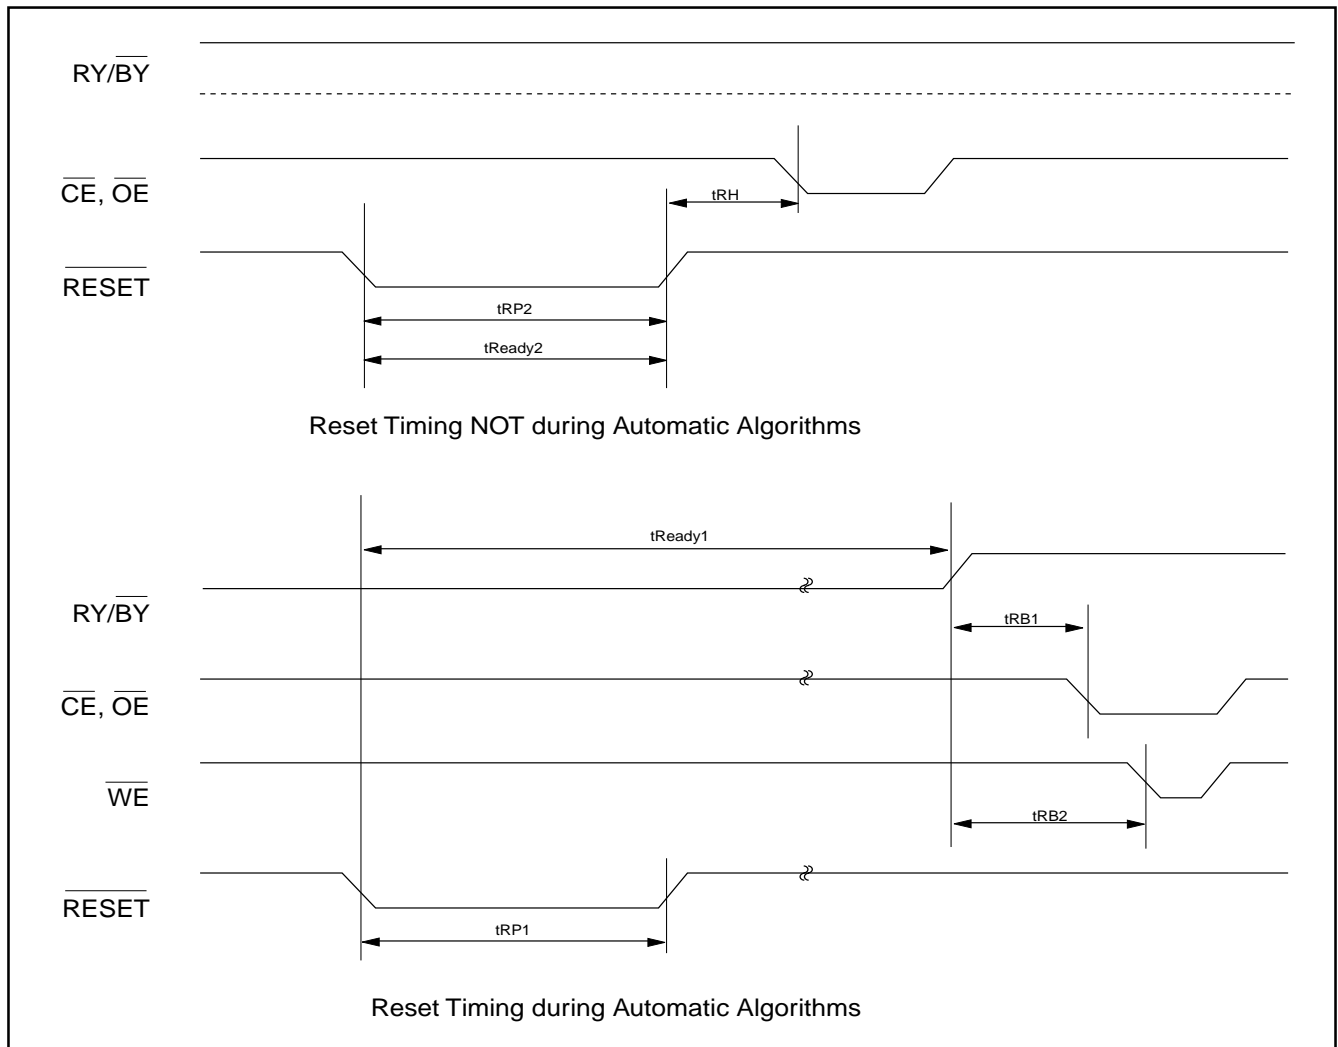 RY/BY
CE, OE
tRH
RESET
tRP2
tReady2
Reset Timing NOT during Automatic Algorithms
tReady1
RY/BY
tRB1
CE, OE
WE
tRB2
RESET
tRP1
Reset Timing during Automatic Algorithms